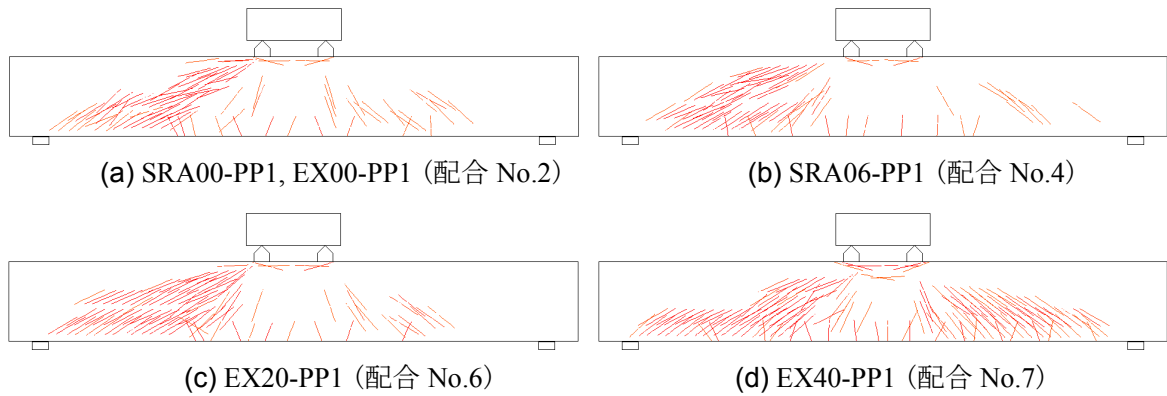 (a) SRA00-PP1, EX00-PP1（配合 No.2）
(b) SRA06-PP1（配合 No.4）
(c) EX20-PP1（配合 No.6）
(d) EX40-PP1（配合 No.7）